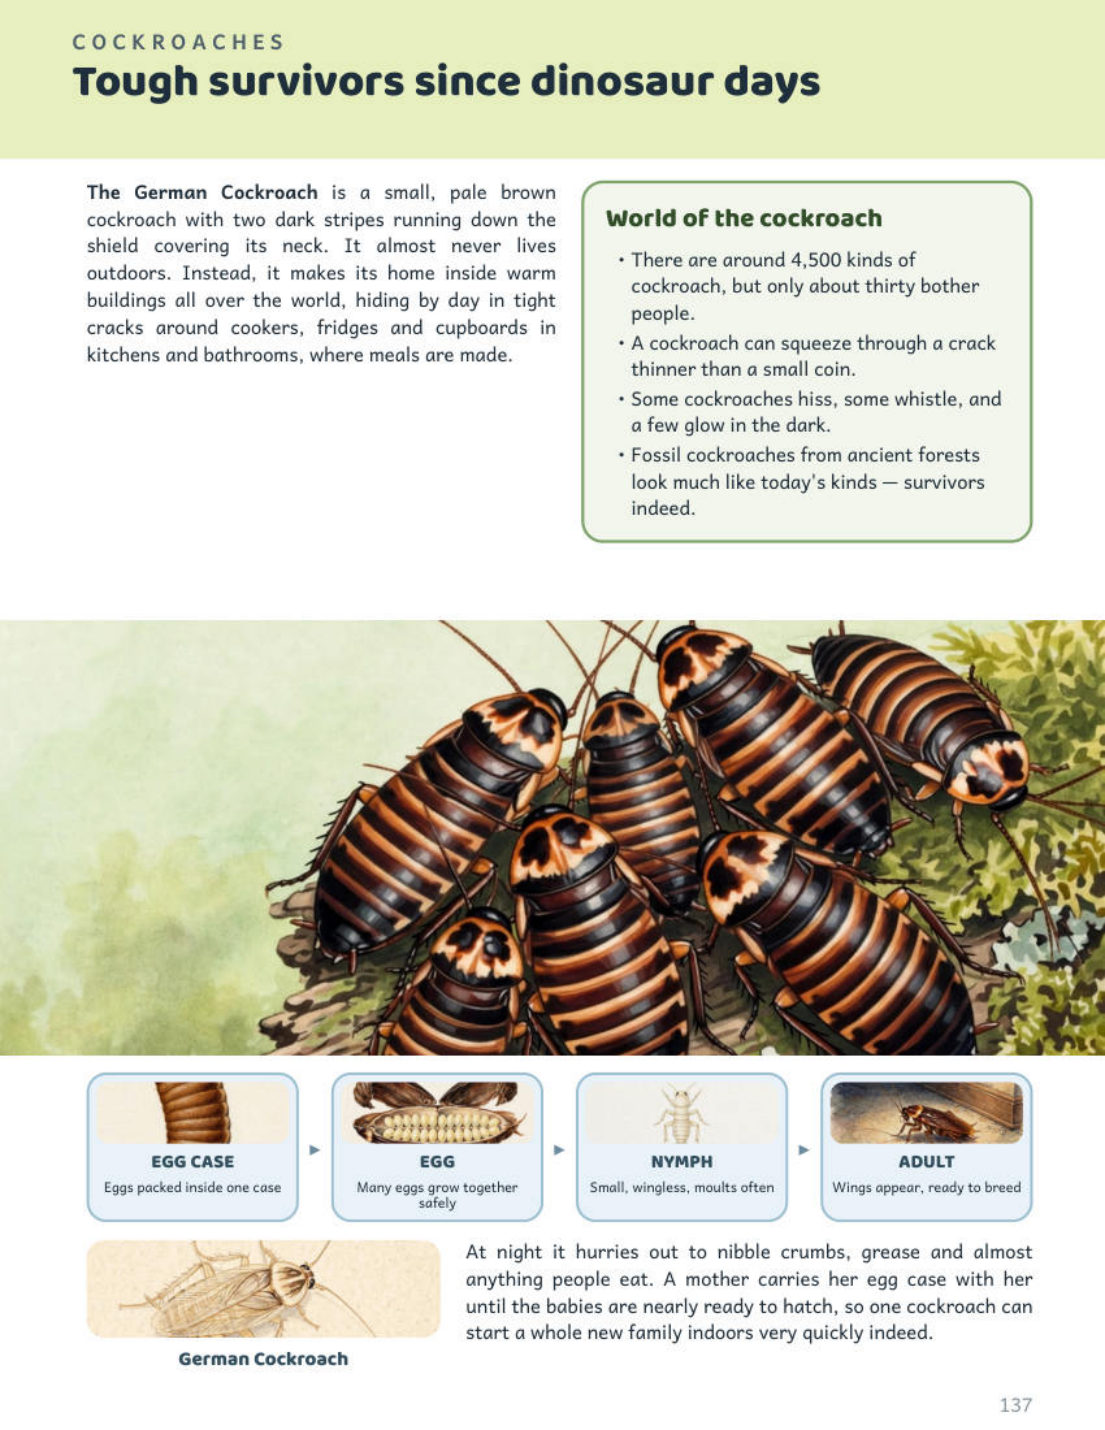 COCKROACHES
Tough survivors since dinosaur days
The German Cockroach is a small, pale brown
cockroach with two dark stripes running down the
shield covering its neck. It almost never lives
outdoors. Instead, it makes its home inside warm
buildings all over the world, hiding by day in tight
cracks around cookers, fridges and cupboards in
kitchens and bathrooms, where meals are made.
World of the cockroach
• There are around 4,500 kinds of
cockroach, but only about thirty bother
people.
• A cockroach can squeeze through a crack
thinner than a small coin.
• Some cockroaches hiss, some whistle, and
a few glow in the dark.
• Fossil cockroaches from ancient forests
look much like today's kinds — survivors
indeed.
EGG CASE
Eggs packed inside one case
EGG
Many eggs grow together
safely
NYMPH
Small, wingless, moults often
ADULT
Wings appear, ready to breed
German Cockroach
At night it hurries out to nibble crumbs, grease and almost
anything people eat. A mother carries her egg case with her
until the babies are nearly ready to hatch, so one cockroach can
start a whole new family indoors very quickly indeed.
137